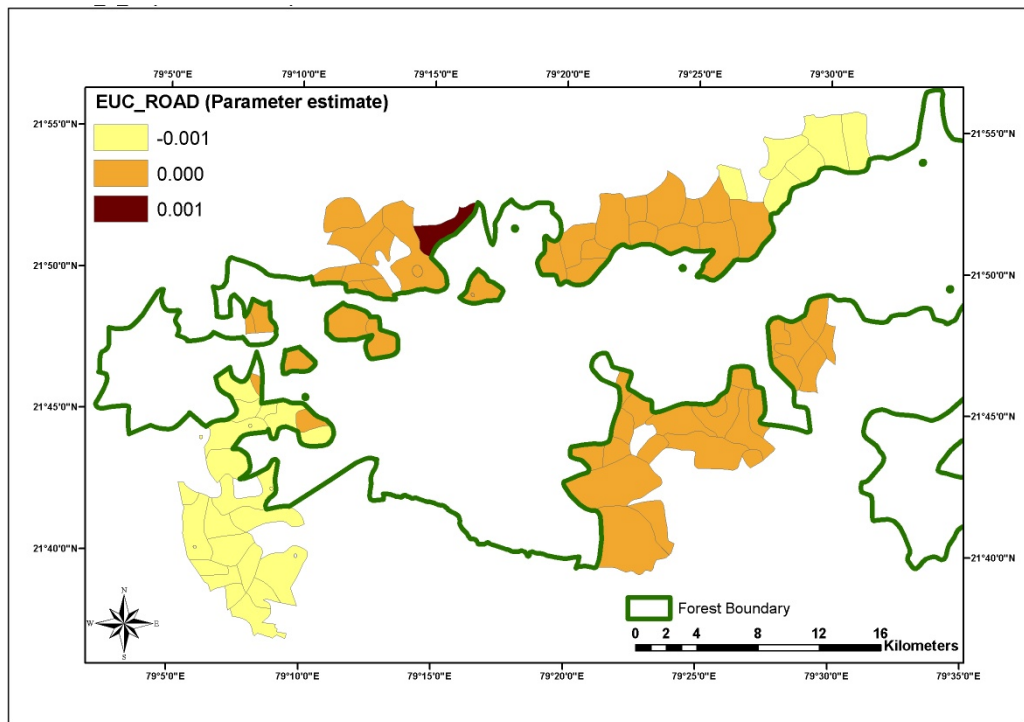 79°5'0"E 79°10'0"E 79°15'0"E 79°20'0"E 79°25'0"E 79°30'0"E
EUC_ROAD (Parameter estimate)
-0.001
0.000
0.001
21°55'0"N 21°55'0"N
21°50'0"N 21°50'0"N
21°45'0"N 21°45'0"N
21°40'0"N 21°40'0"N
N
W E
S
Forest Boundary
0 2 4 8 12 16
Kilometers
79°5'0"E 79°10'0"E 79°15'0"E 79°20'0"E 79°25'0"E 79°30'0"E 79°35'0"E